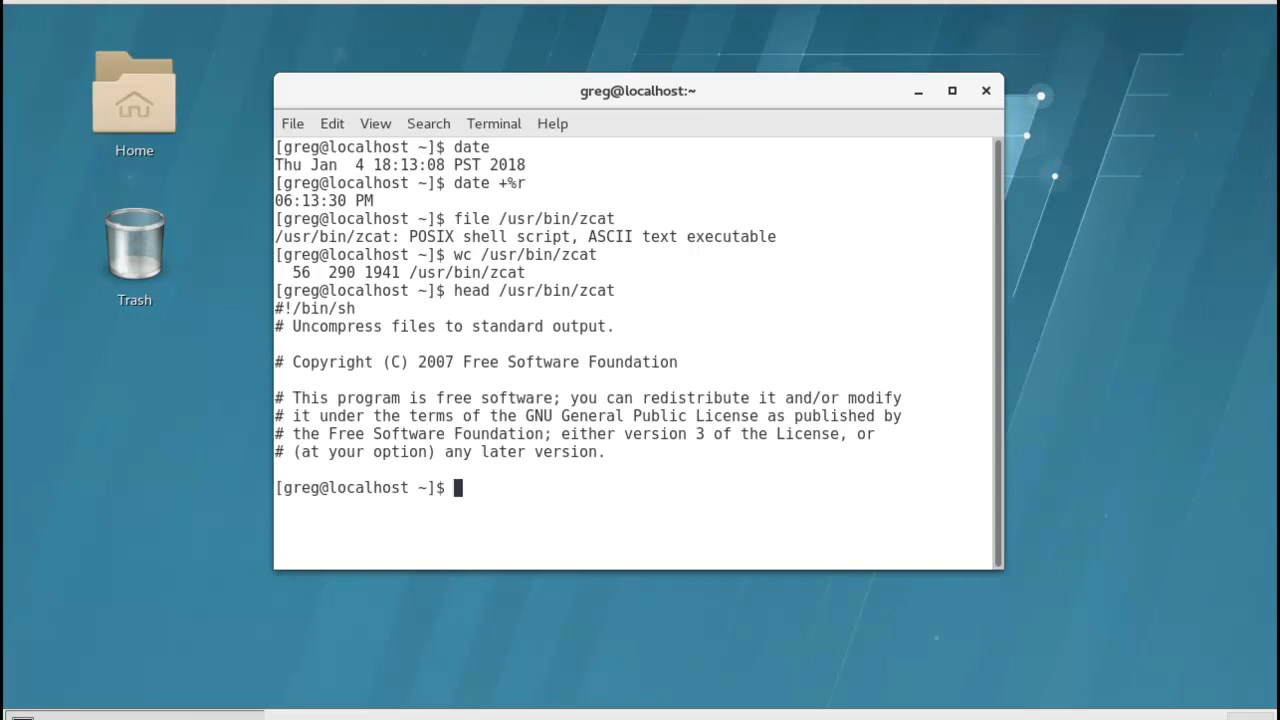 greg@localhost:~
File Edit View Search Terminal Help
Home
Trash
[greg@localhost ~]$ date
Thu Jan  4 18:13:08 PST 2018
[greg@localhost ~]$ date +%r
06:13:30 PM
[greg@localhost ~]$ file /usr/bin/zcat
/usr/bin/zcat: POSIX shell script, ASCII text executable
[greg@localhost ~]$ wc /usr/bin/zcat
  56  290 1941 /usr/bin/zcat
[greg@localhost ~]$ head /usr/bin/zcat
#!/bin/sh
# Uncompress files to standard output.
# Copyright (C) 2007 Free Software Foundation
# This program is free software; you can redistribute it and/or modify
# it under the terms of the GNU General Public License as published by
# the Free Software Foundation; either version 3 of the License, or
# (at your option) any later version.
[greg@localhost ~]$